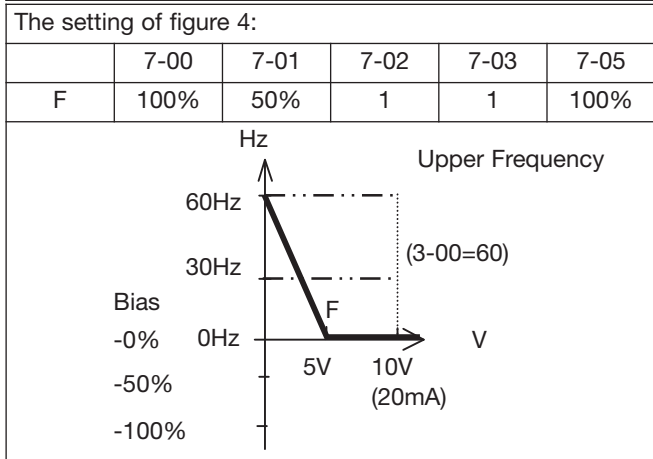 The setting of figure 4:
7-00 7-01 7-02 7-03 7-05
F 100% 50% 1 1 100%
Hz
Upper Frequency
60Hz
(3-00=60)
30Hz
Bias
F
-0% 0Hz V
5V 10V
-50%
(20mA)
-100%